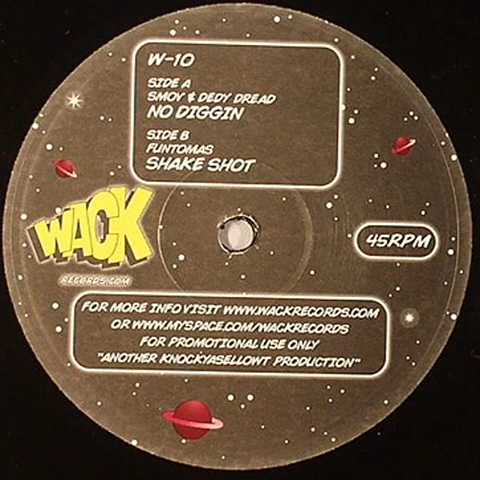 W-10
SIDE A
SMOV & DEDY DREAD
NO DIGGIN
SIDE B
FUNTOMAS
SHAKE SHOT
WACK
RECORDS.COM
45RPM
FOR MORE INFO VISIT WWW.WACKRECORDS.COM
OR WWW.MYSPACE.COM/WACKRECORDS
FOR PROMOTIONAL USE ONLY
"ANOTHER KNOCKYASELLOWT PRODUCTION"